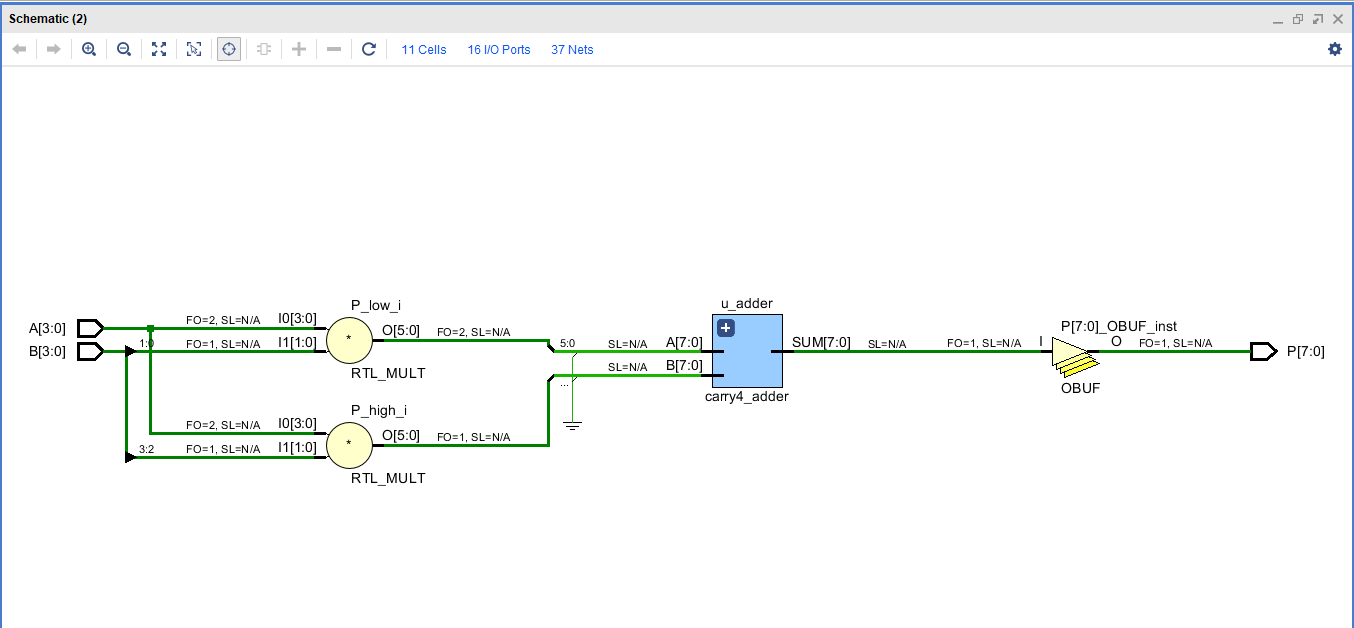 Schematic (2)
11 Cells 16 I/O Ports 37 Nets
P_low_i
A[3:0]
B[3:0]
FO=2, SL=N/A I0[3:0]
1:0 FO=1, SL=N/A I1[1:0]
*
O[5:0] FO=2, SL=N/A
RTL_MULT
P_high_i
FO=2, SL=N/A I0[3:0]
3:2 FO=1, SL=N/A I1[1:0]
*
O[5:0] FO=1, SL=N/A
RTL_MULT
5:0 SL=N/A A[7:0]
... SL=N/A B[7:0]
u_adder
+
SUM[7:0] SL=N/A FO=1, SL=N/A I
carry4_adder
P[7:0]_OBUF_inst
O FO=1, SL=N/A
OBUF
P[7:0]